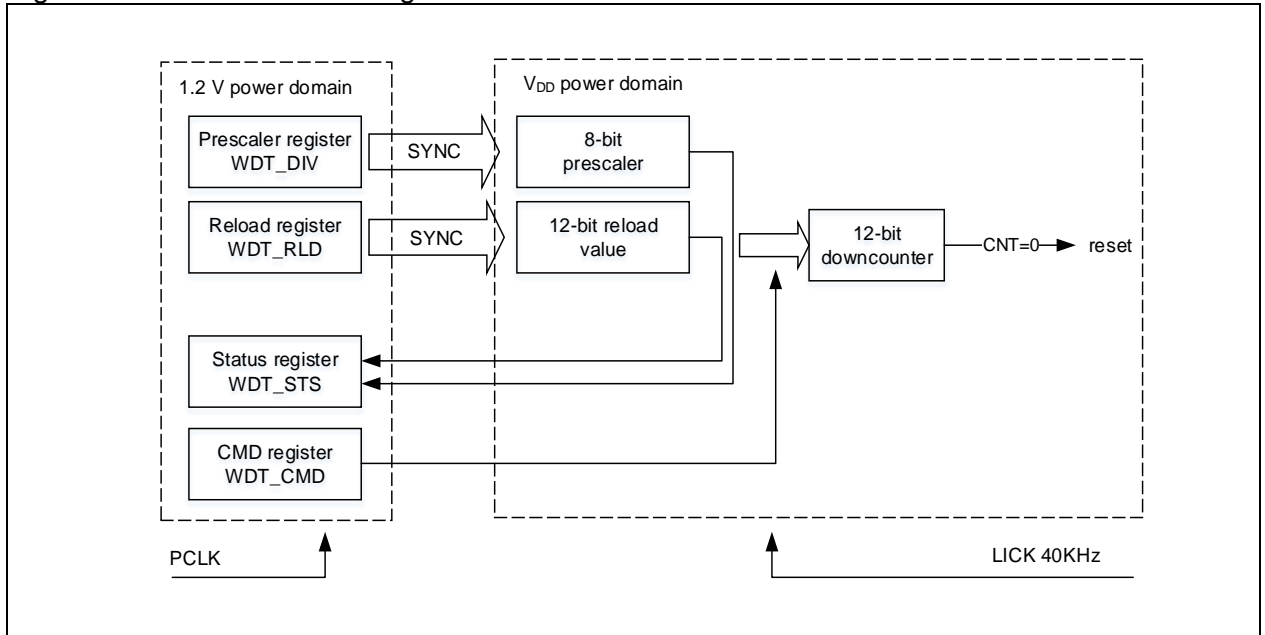 1.2 V power domain
VDD power domain
Prescaler register
WDT_DIV
SYNC
8-bit
prescaler
Reload register
WDT_RLD
SYNC
12-bit reload
value
12-bit
downcounter
CNT=0
reset
Status register
WDT_STS
CMD register
WDT_CMD
PCLK
LICK 40KHz